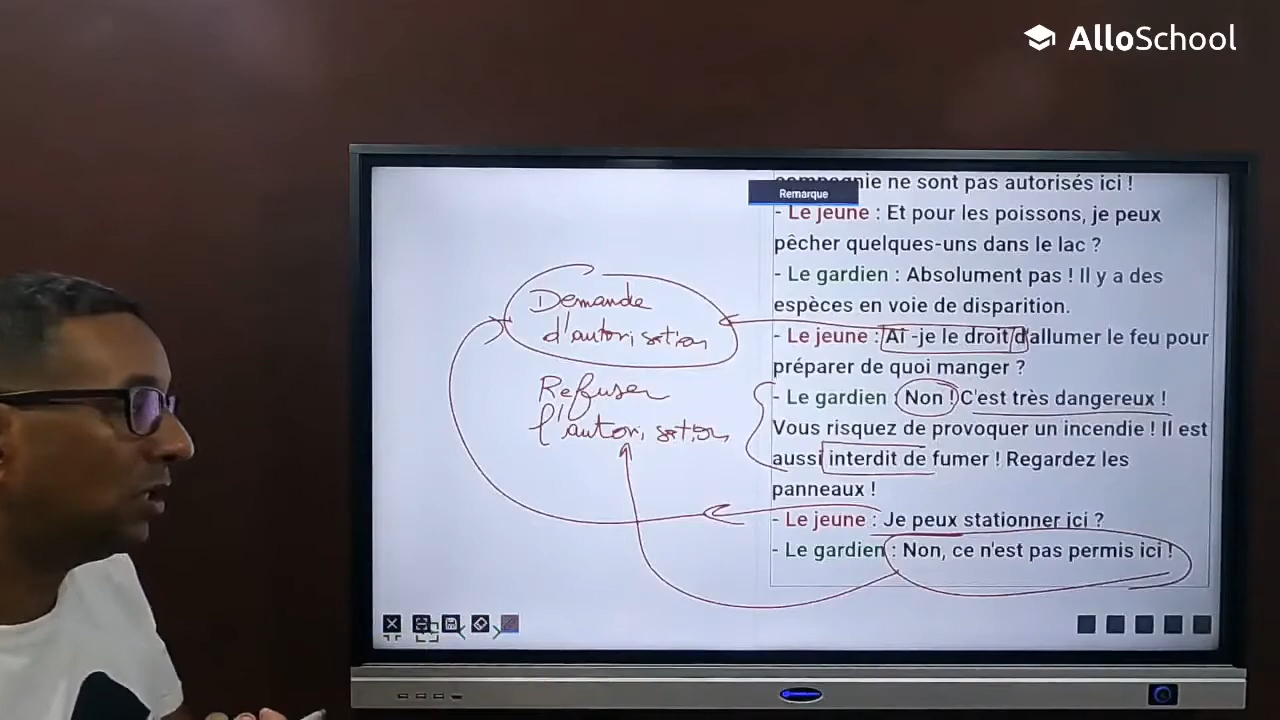 AlloSchool
compagnie ne sont pas autorisés ici !
Remarque
- Le jeune : Et pour les poissons, je peux
pêcher quelques-uns dans le lac ?
- Le gardien : Absolument pas ! Il y a des
espèces en voie de disparition.
- Le jeune : Ai -je le droit d'allumer le feu pour
préparer de quoi manger ?
- Le gardien : Non ! C'est très dangereux !
Vous risquez de provoquer un incendie ! Il est
aussi interdit de fumer ! Regardez les
panneaux !
- Le jeune : Je peux stationner ici ?
- Le gardien : Non, ce n'est pas permis ici !
Demande
d'autorisation
Refuser
l'autorisation